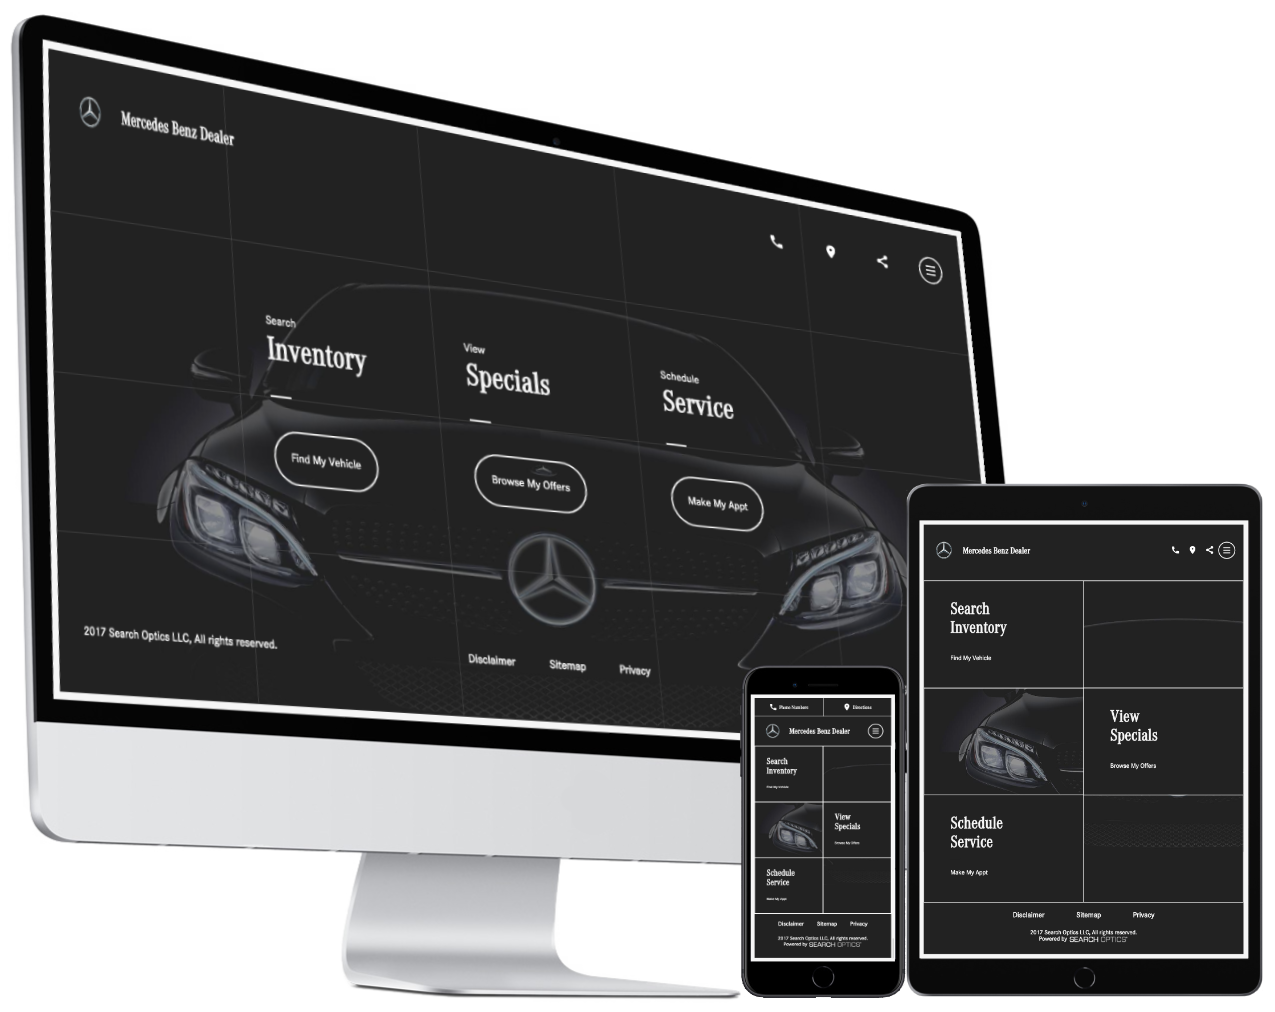 Mercedes Benz Dealer
Search
Inventory
Find My Vehicle
View
Specials
Browse My Offers
Schedule
Service
Make My Appt
2017 Search Optics LLC, All rights reserved.
Disclaimer Sitemap Privacy
Phone Numbers Directions
Mercedes Benz Dealer
Search
Inventory
Find My Vehicle
View
Specials
Browse My Offers
Schedule
Service
Make My Appt
Disclaimer Sitemap Privacy
2017 Search Optics LLC, All rights reserved.
Powered by SEARCH OPTICS
Mercedes Benz Dealer
Search
Inventory
Find My Vehicle
View
Specials
Browse My Offers
Schedule
Service
Make My Appt
Disclaimer Sitemap Privacy
2017 Search Optics LLC, All rights reserved.
Powered by SEARCH OPTICS